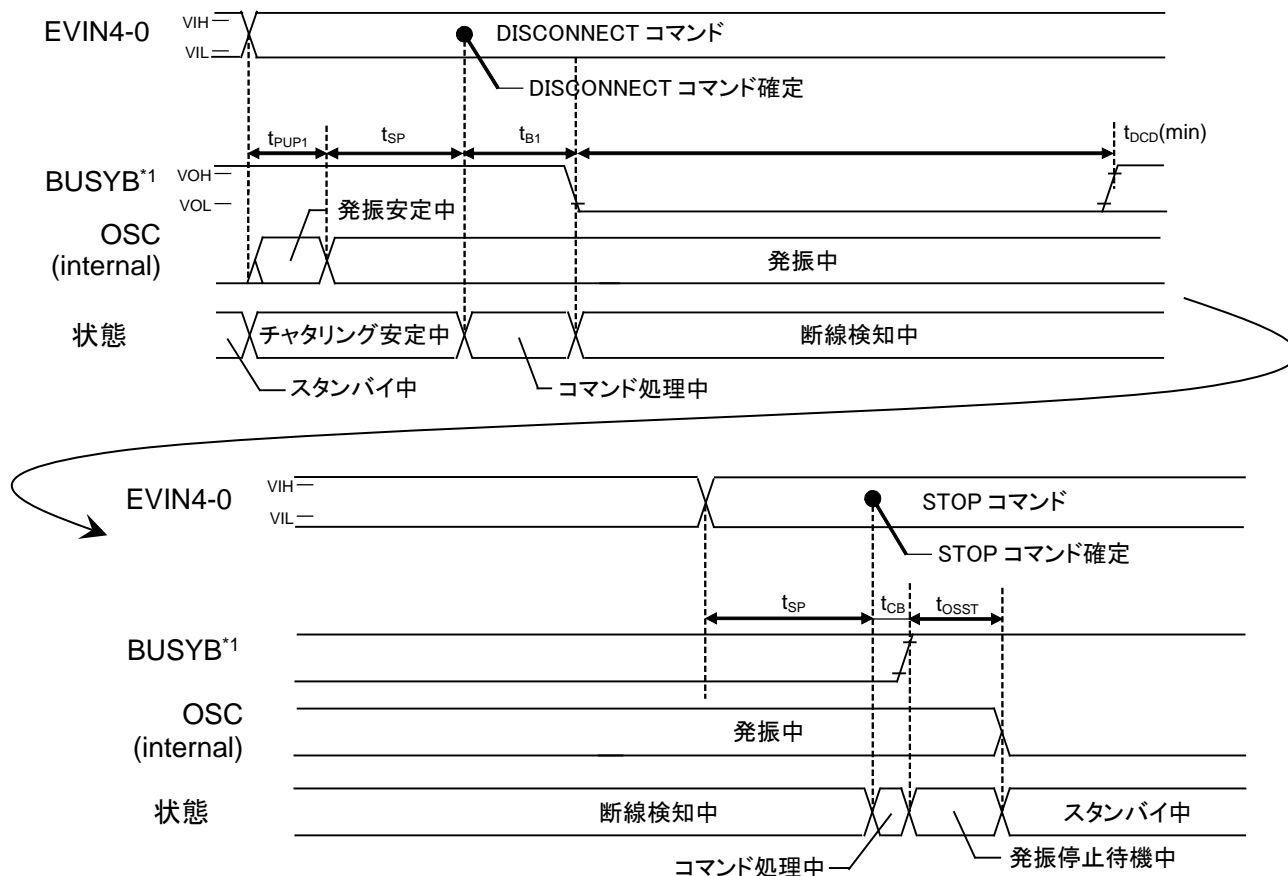 EVIN4-0
VIH
VIL
DISCONNECT コマンド
DISCONNECT コマンド確定
tPUP1
tSP
tB1
tDCD(min)
BUSYB*1
VOH
VOL
発振安定中
OSC
(internal)
発振中
状態
チャタリング安定中
断線検知中
スタンバイ中
コマンド処理中
EVIN4-0
VIH
VIL
STOP コマンド
STOP コマンド確定
tSP
tCB
tOSST
BUSYB*1
OSC
(internal)
発振中
状態
断線検知中
スタンバイ中
コマンド処理中
発振停止待機中